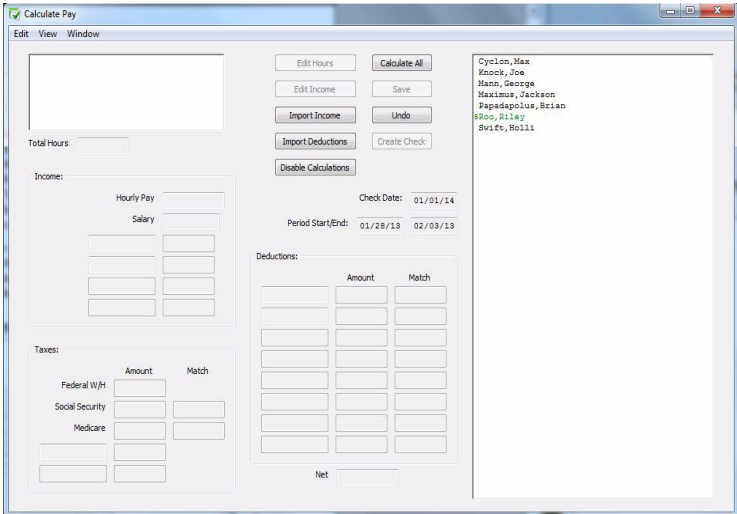 Calculate Pay
Edit View Window
Edit Hours Calculate All
Edit Income Save
Import Income Undo
Import Deductions Create Check
Disable Calculations
Total Hours
Income:
Hourly Pay
Salary
Check Date: 01/01/14
Period Start/End: 01/28/13 02/03/13
Deductions:
Amount Match
Taxes:
Amount Match
Federal W/H
Social Security
Medicare
Net
Cyclon,Max
Knock,Joe
Mann,George
Maximus,Jackson
Papadapolus,Brian
$Roo,Riley
Swift,Holli